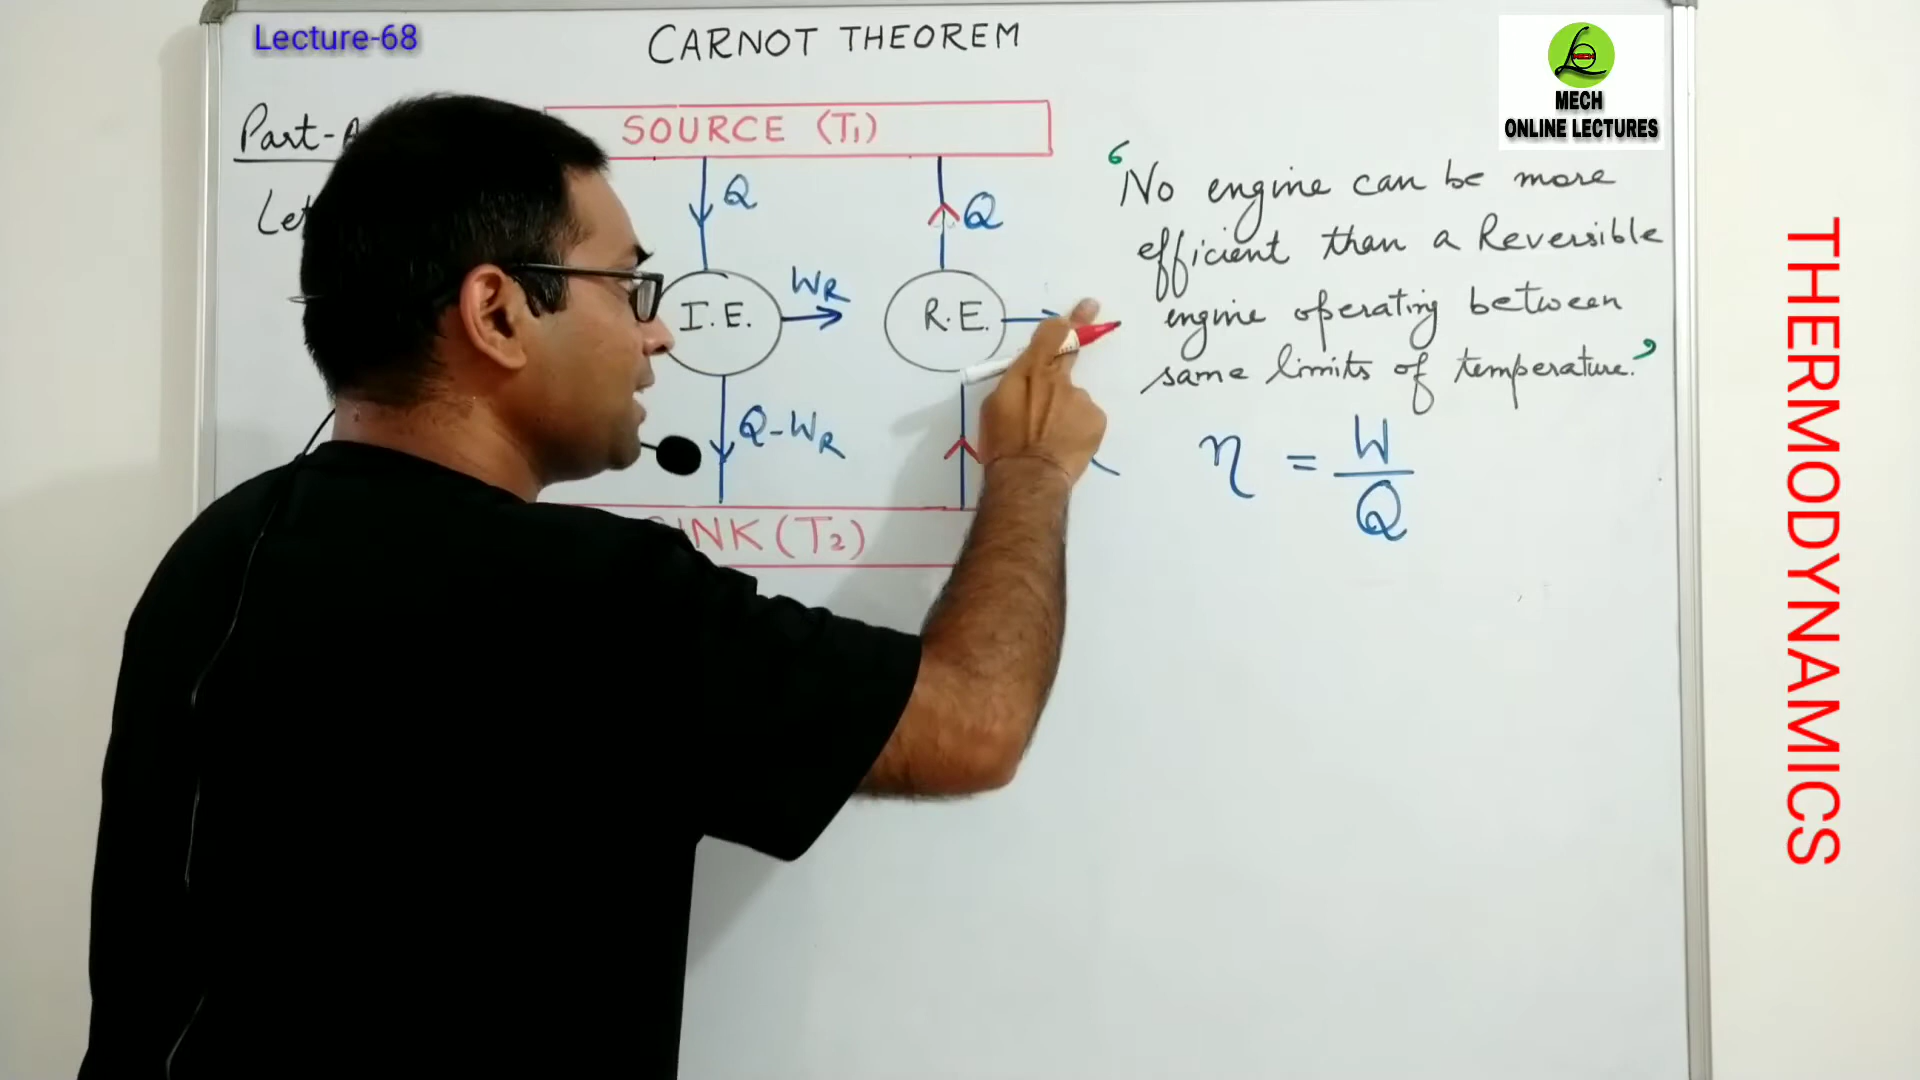 Lecture-68
CARNOT THEOREM
MECH
ONLINE LECTURES
Part-A
SOURCE (T1)
Let
Q
Q
I.E.
WR
R.E.
Q-WR
SINK (T2)
‘No engine can be more
efficient than a Reversible
engine operating between
same limits of temperature.’
η = W
Q
THERMODYNAMICS